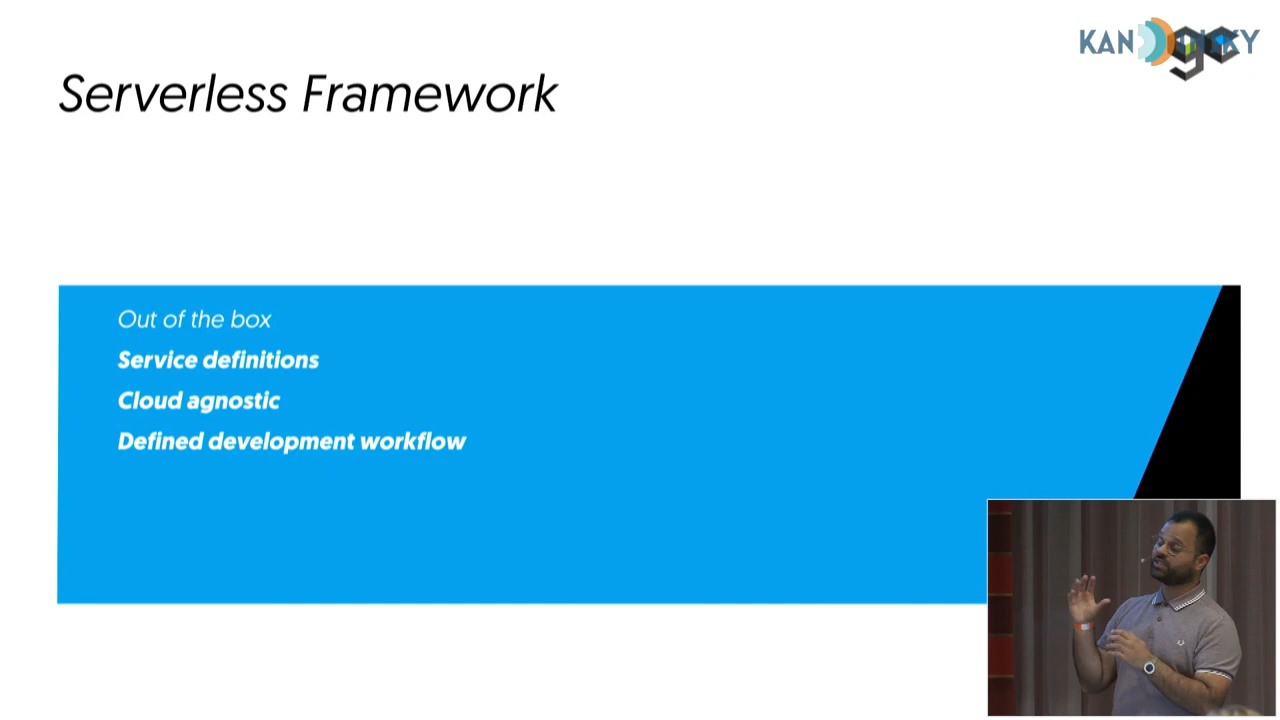 Serverless Framework
Out of the box
Service definitions
Cloud agnostic
Defined development workflow